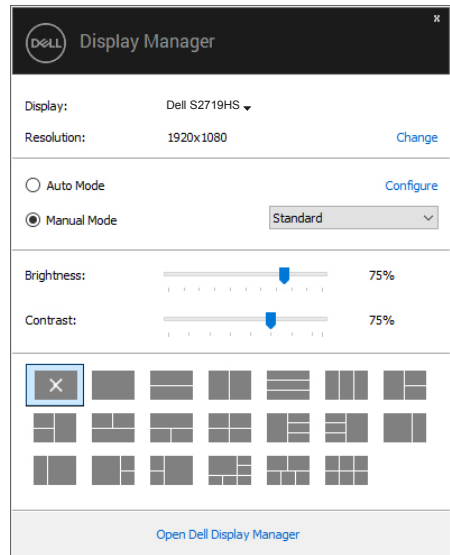 x
DELL Display Manager
Display: Dell S2719HS
Resolution: 1920x1080 Change
Auto Mode Configure
Manual Mode Standard
Brightness: 75%
Contrast: 75%
Open Dell Display Manager